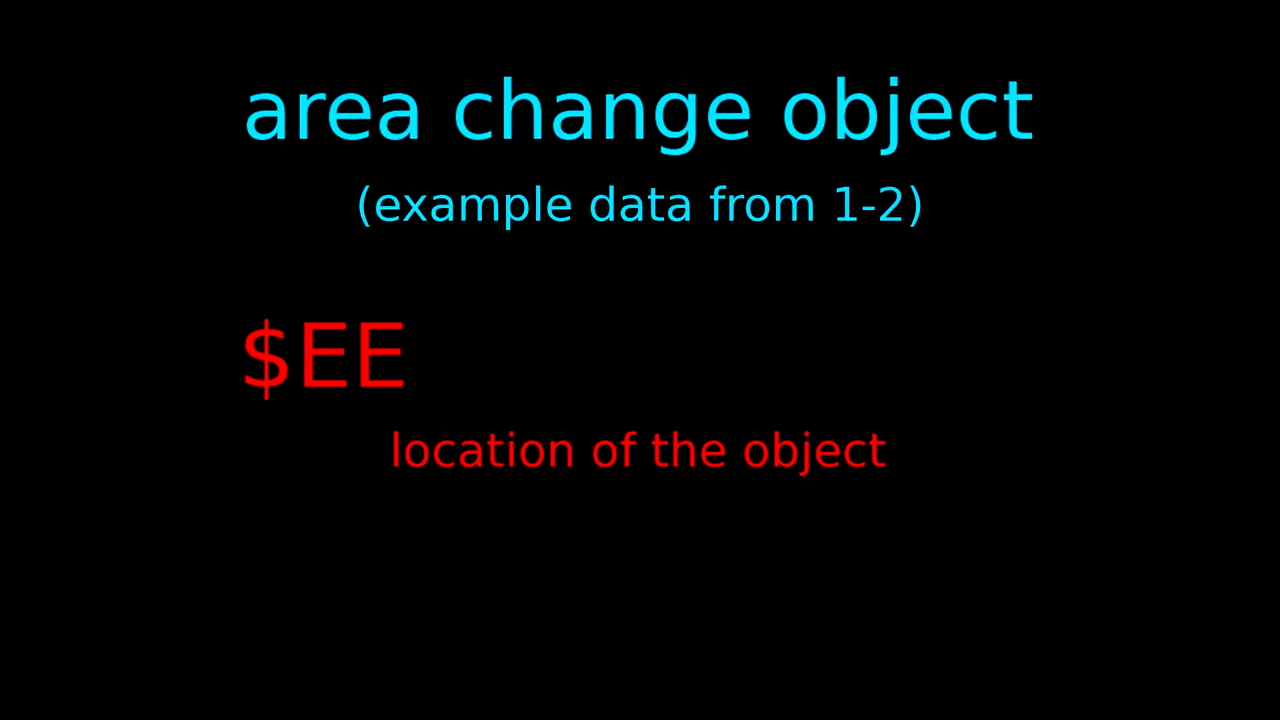 area change object
(example data from 1-2)
$EE
location of the object